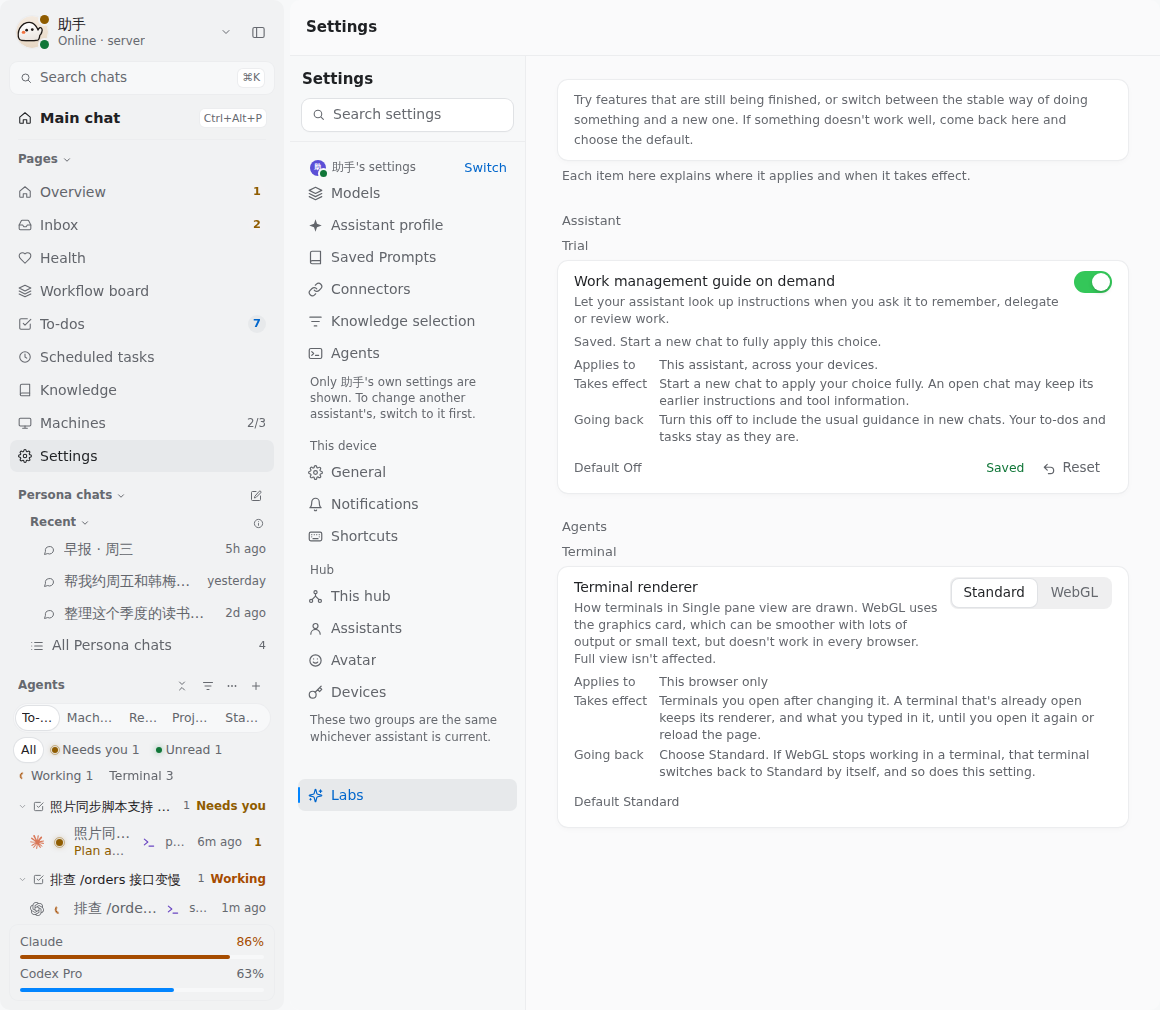 助手
Online · server
Search chats
⌘K
Main chat
Ctrl+Alt+P
Pages
Overview
1
Inbox
2
Health
Workflow board
To-dos
7
Scheduled tasks
Knowledge
Machines
2/3
Settings
Persona chats
Recent
早报 · 周三
5h ago
帮我约周五和韩梅…
yesterday
整理这个季度的读书…
2d ago
All Persona chats
4
Agents
To-…
Mach…
Re…
Proj…
Sta…
All
Needs you 1
Unread 1
Working 1
Terminal 3
照片同步脚本支持 …
1
Needs you
照片同…
p…
6m ago
1
Plan a…
排查 /orders 接口变慢
1
Working
排查 /orde…
s…
1m ago
Claude
86%
Codex Pro
63%
Settings
Settings
Search settings
助手's settings
Switch
Models
Assistant profile
Saved Prompts
Connectors
Knowledge selection
Agents
Only 助手's own settings are
shown. To change another
assistant's, switch to it first.
This device
General
Notifications
Shortcuts
Hub
This hub
Assistants
Avatar
Devices
These two groups are the same
whichever assistant is current.
Labs
Try features that are still being finished, or switch between the stable way of doing
something and a new one. If something doesn't work well, come back here and
choose the default.
Each item here explains where it applies and when it takes effect.
Assistant
Trial
Work management guide on demand
Let your assistant look up instructions when you ask it to remember, delegate
or review work.
Saved. Start a new chat to fully apply this choice.
Applies to
This assistant, across your devices.
Takes effect
Start a new chat to apply your choice fully. An open chat may keep its
earlier instructions and tool information.
Going back
Turn this off to include the usual guidance in new chats. Your to-dos and
tasks stay as they are.
Default Off
Saved
Reset
Agents
Terminal
Terminal renderer
Standard
WebGL
How terminals in Single pane view are drawn. WebGL uses
the graphics card, which can be smoother with lots of
output or small text, but doesn't work in every browser.
Full view isn't affected.
Applies to
This browser only
Takes effect
Terminals you open after changing it. A terminal that's already open
keeps its renderer, and what you typed in it, until you open it again or
reload the page.
Going back
Choose Standard. If WebGL stops working in a terminal, that terminal
switches back to Standard by itself, and so does this setting.
Default Standard